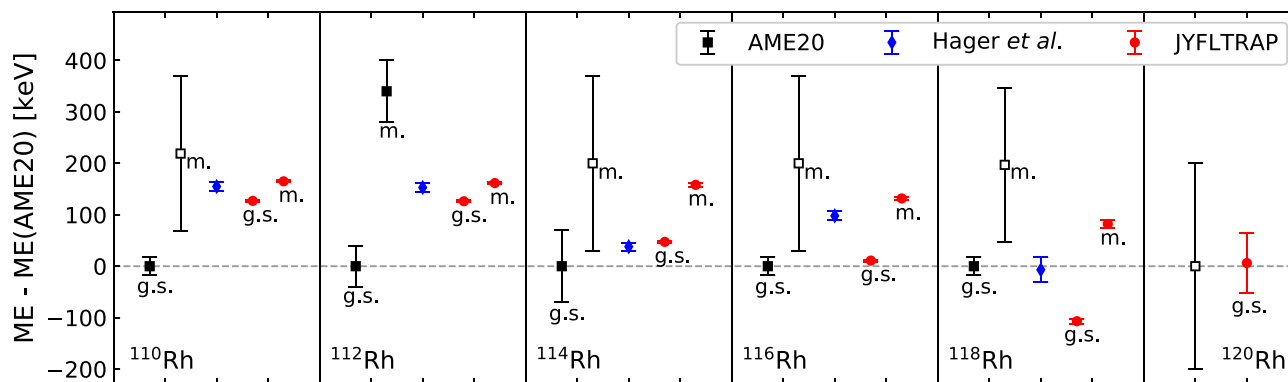 AME20 Hager et al. JYFLTRAP
ME - ME(AME20) [keV]
400
300
200
100
0
−100
−200
g.s. m. g.s. m.
¹¹⁰Rh
g.s. m. g.s. m.
¹¹²Rh
g.s. m. g.s. m.
¹¹⁴Rh
g.s. m. g.s. m.
¹¹⁶Rh
g.s. m. g.s. m.
¹¹⁸Rh
g.s.
¹²⁰Rh